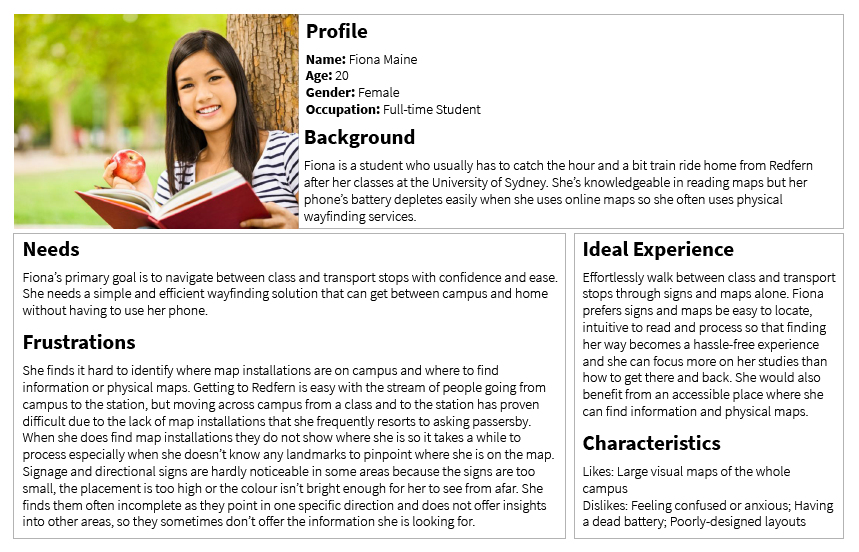 Profile
Name: Fiona Maine
Age: 20
Gender: Female
Occupation: Full-time Student
Background
Fiona is a student who usually has to catch the hour and a bit train ride home from Redfern
after her classes at the University of Sydney. She's knowledgeable in reading maps but her
phone's battery depletes easily when she uses online maps so she often uses physical
wayfinding services.
Needs
Fiona's primary goal is to navigate between class and transport stops with confidence and ease.
She needs a simple and efficient wayfinding solution that can get between campus and home
without having to use her phone.
Frustrations
She finds it hard to identify where map installations are on campus and where to find
information or physical maps. Getting to Redfern is easy with the stream of people going from
campus to the station, but moving across campus from a class and to the station has proven
difficult due to the lack of map installations that she frequently resorts to asking passersby.
When she does find map installations they do not show where she is so it takes a while to
process especially when she doesn't know any landmarks to pinpoint where she is on the map.
Signage and directional signs are hardly noticeable in some areas because the signs are too
small, the placement is too high or the colour isn't bright enough for her to see from afar. She
finds them often incomplete as they point in one specific direction and does not offer insights
into other areas, so they sometimes don't offer the information she is looking for.
Ideal Experience
Effortlessly walk between class and transport
stops through signs and maps alone. Fiona
prefers signs and maps be easy to locate,
intuitive to read and process so that finding
her way becomes a hassle-free experience
and she can focus more on her studies than
how to get there and back. She would also
benefit from an accessible place where she
can find information and physical maps.
Characteristics
Likes: Large visual maps of the whole
campus
Dislikes: Feeling confused or anxious; Having
a dead battery; Poorly-designed layouts